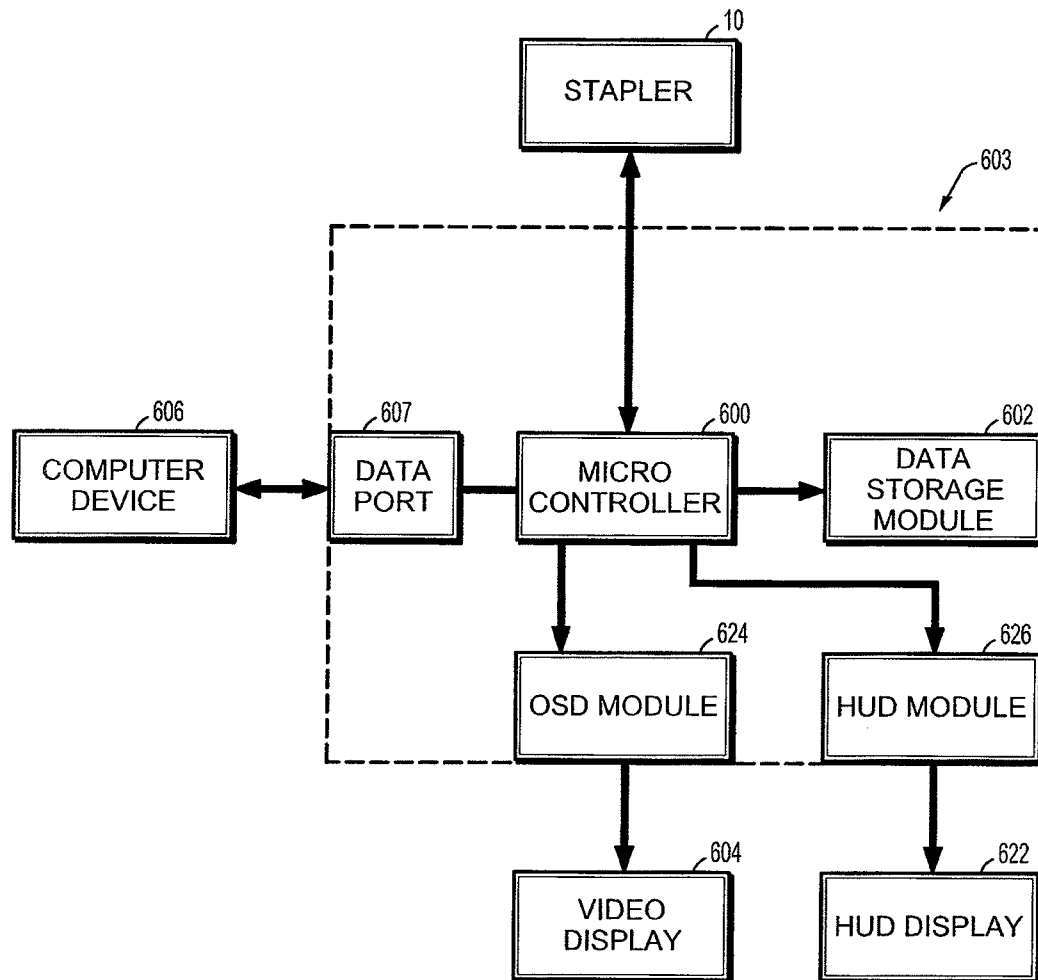 10
STAPLER
603
606
607
600
602
COMPUTER
DEVICE
DATA
PORT
MICRO
CONTROLLER
DATA
STORAGE
MODULE
624
626
OSD MODULE
HUD MODULE
604
622
VIDEO
DISPLAY
HUD DISPLAY